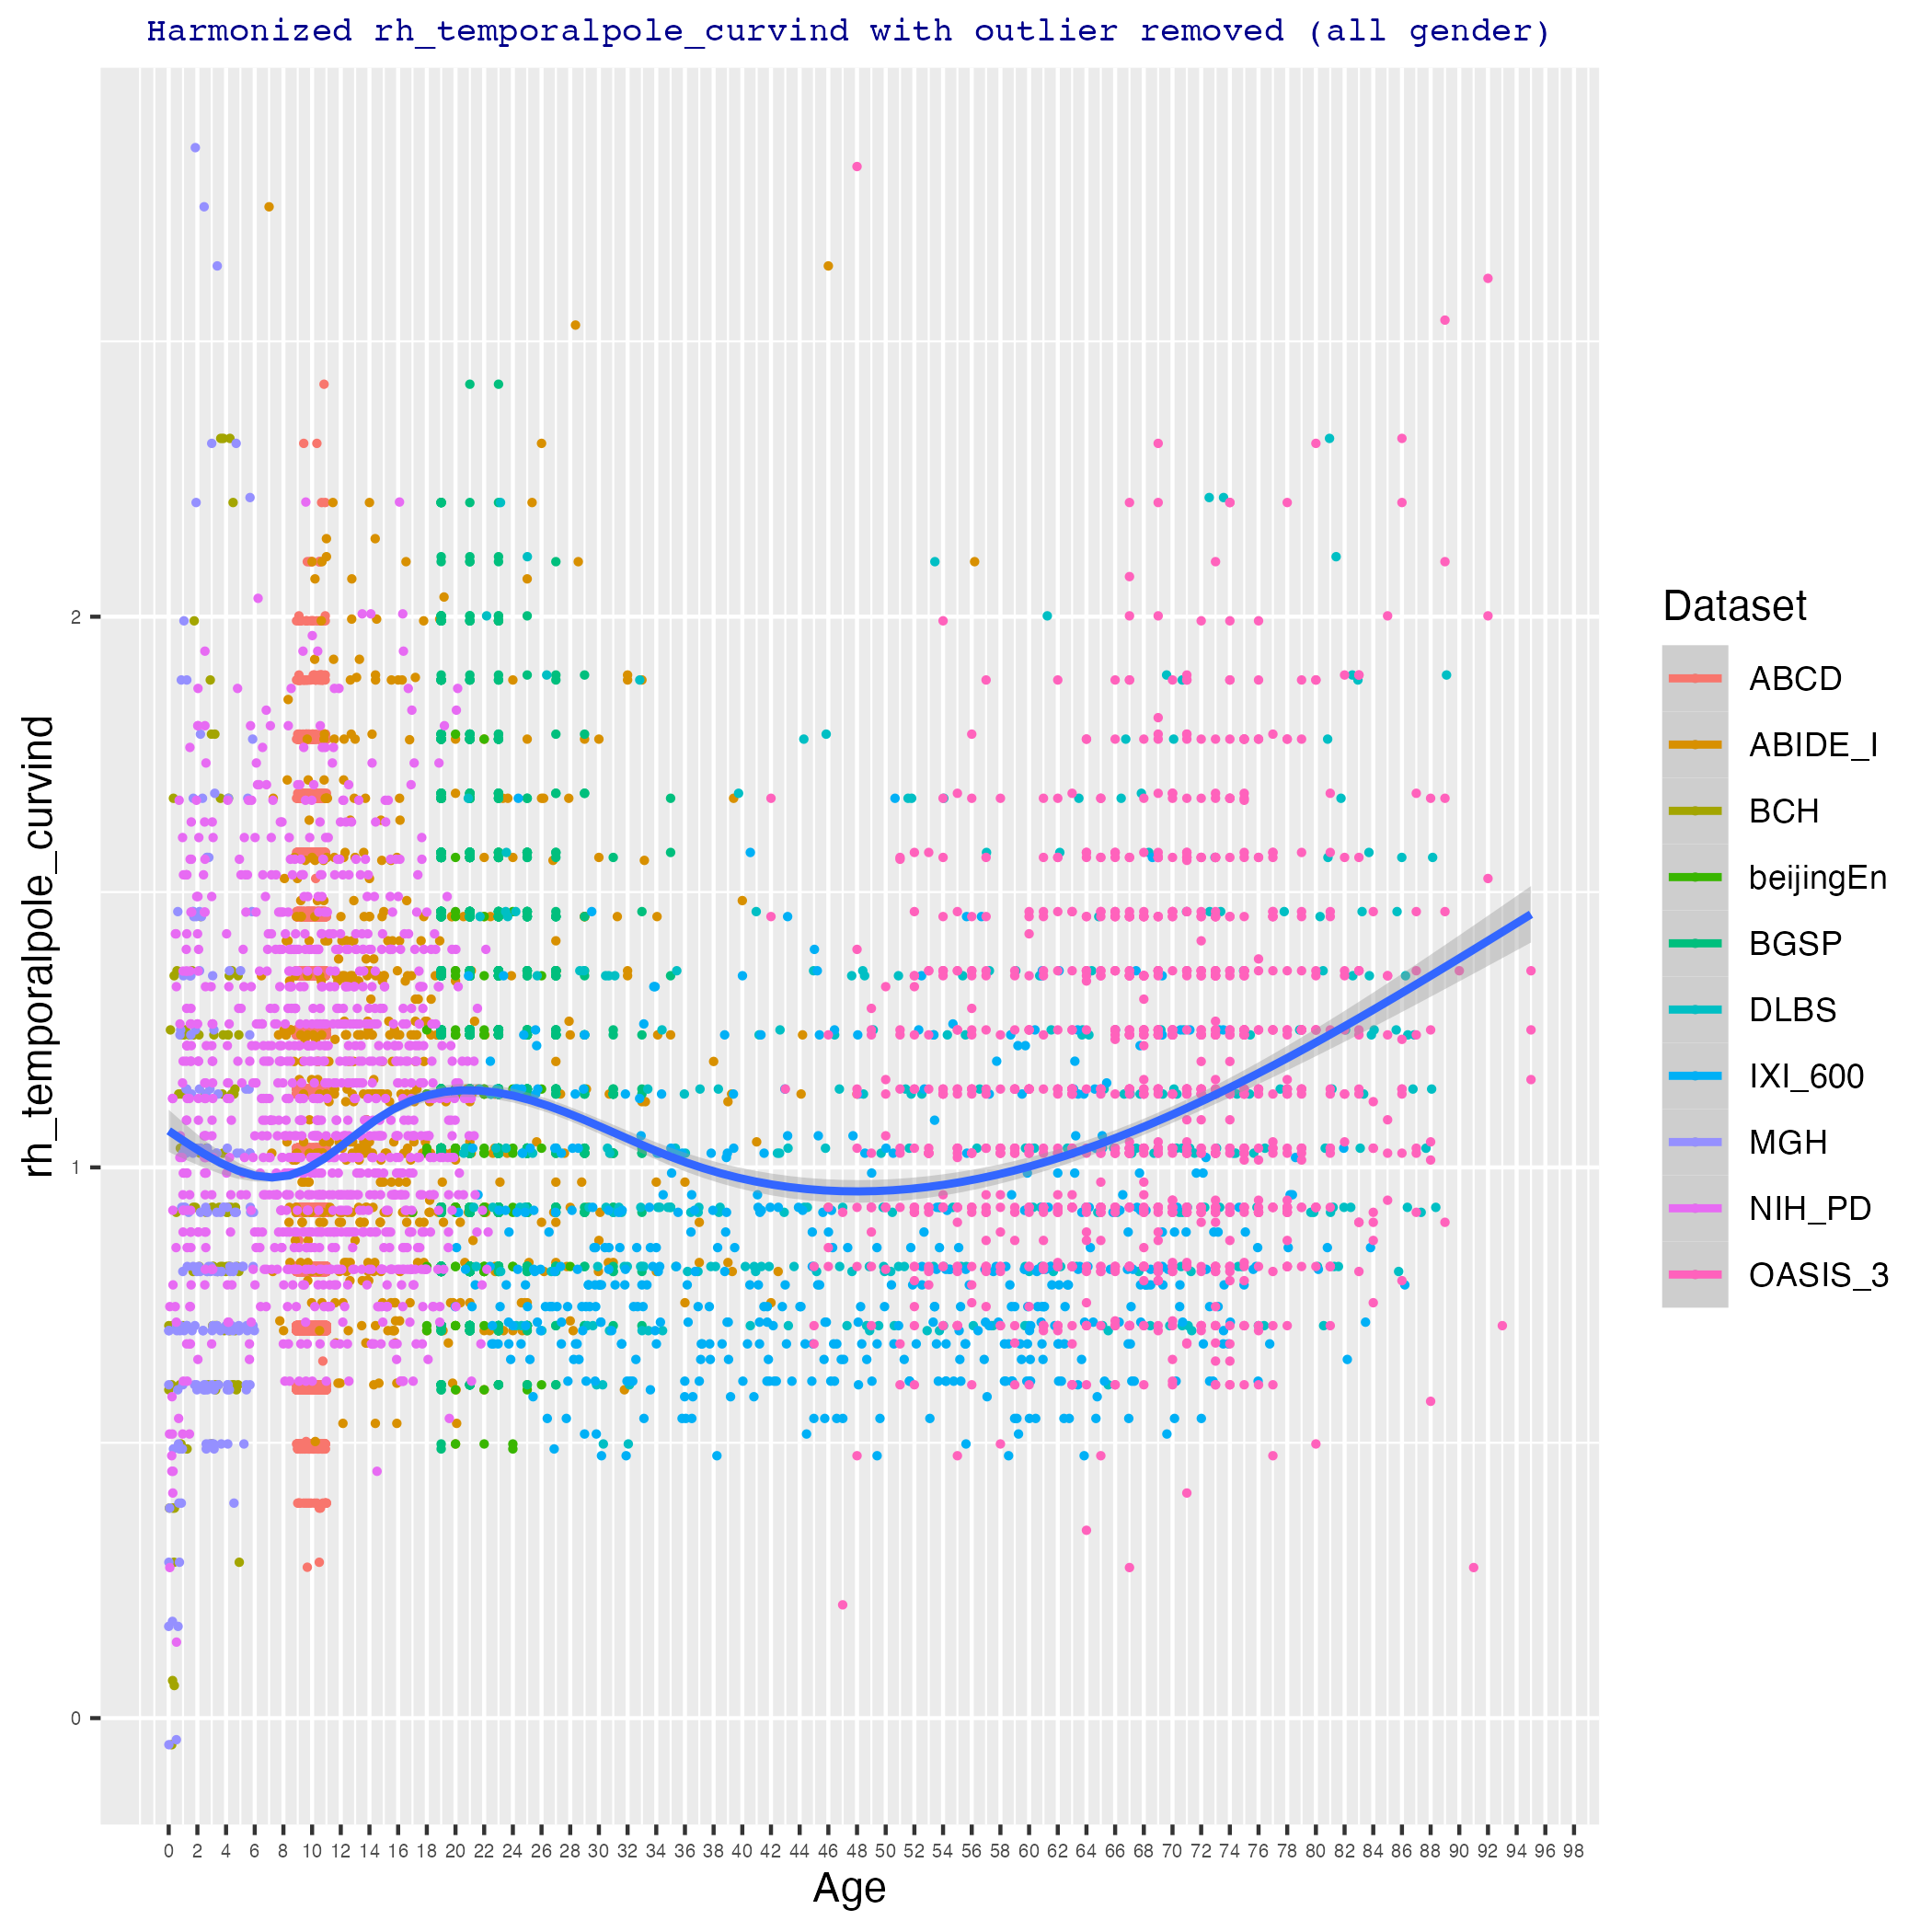 Harmonized rh_temporalpole_curvind with outlier removed (all gender)
rh_temporalpole_curvind
2
1
0
0 2 4 6 8 10 12 14 16 18 20 22 24 26 28 30 32 34 36 38 40 42 44 46 48 50 52 54 56 58 60 62 64 66 68 70 72 74 76 78 80 82 84 86 88 90 92 94 96 98
Age
Dataset
ABCD
ABIDE_I
BCH
beijingEn
BGSP
DLBS
IXI_600
MGH
NIH_PD
OASIS_3